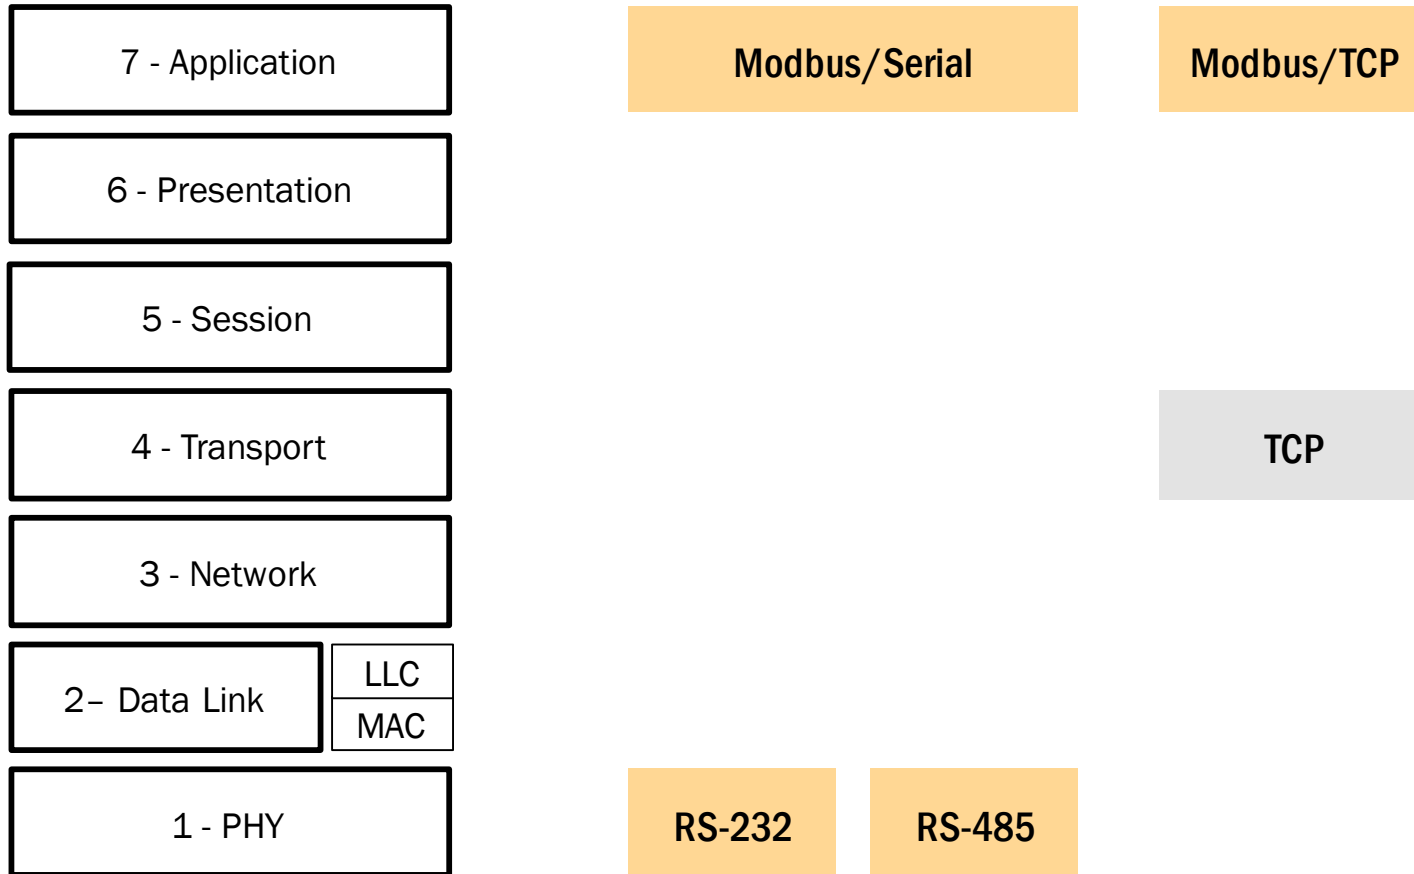 7 - Application
Modbus/Serial
Modbus/TCP
6 - Presentation
5 - Session
4 - Transport
TCP
3 - Network
2– Data Link
LLC
MAC
1 - PHY
RS-232
RS-485